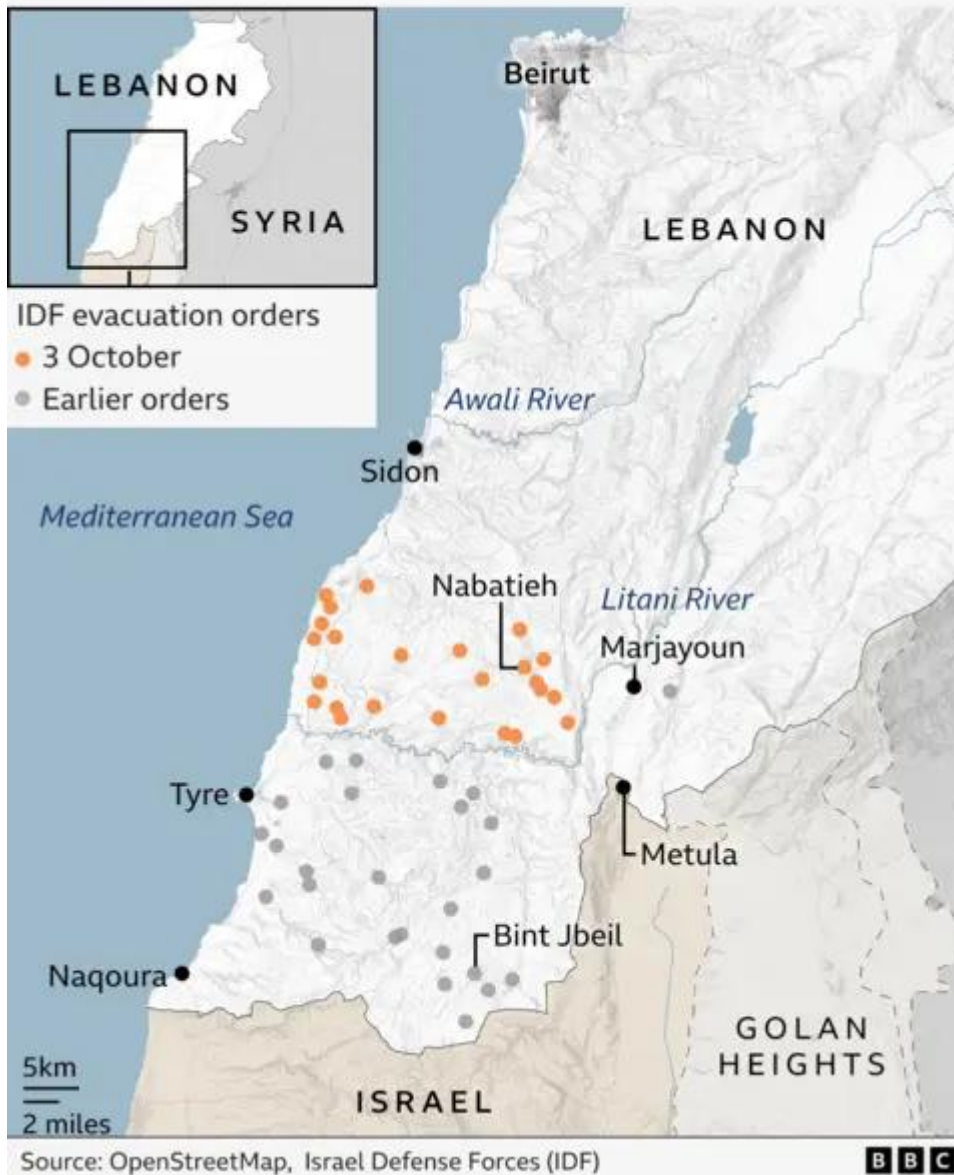 LEBANON
SYRIA
IDF evacuation orders
3 October
Earlier orders
Beirut
LEBANON
Awali River
Sidon
Mediterranean Sea
Nabatieh
Litani River
Marjayoun
Tyre
Metula
Bint Jbeil
Naqoura
GOLAN
HEIGHTS
5km
2 miles
ISRAEL
Source: OpenStreetMap, Israel Defense Forces (IDF)
BBC